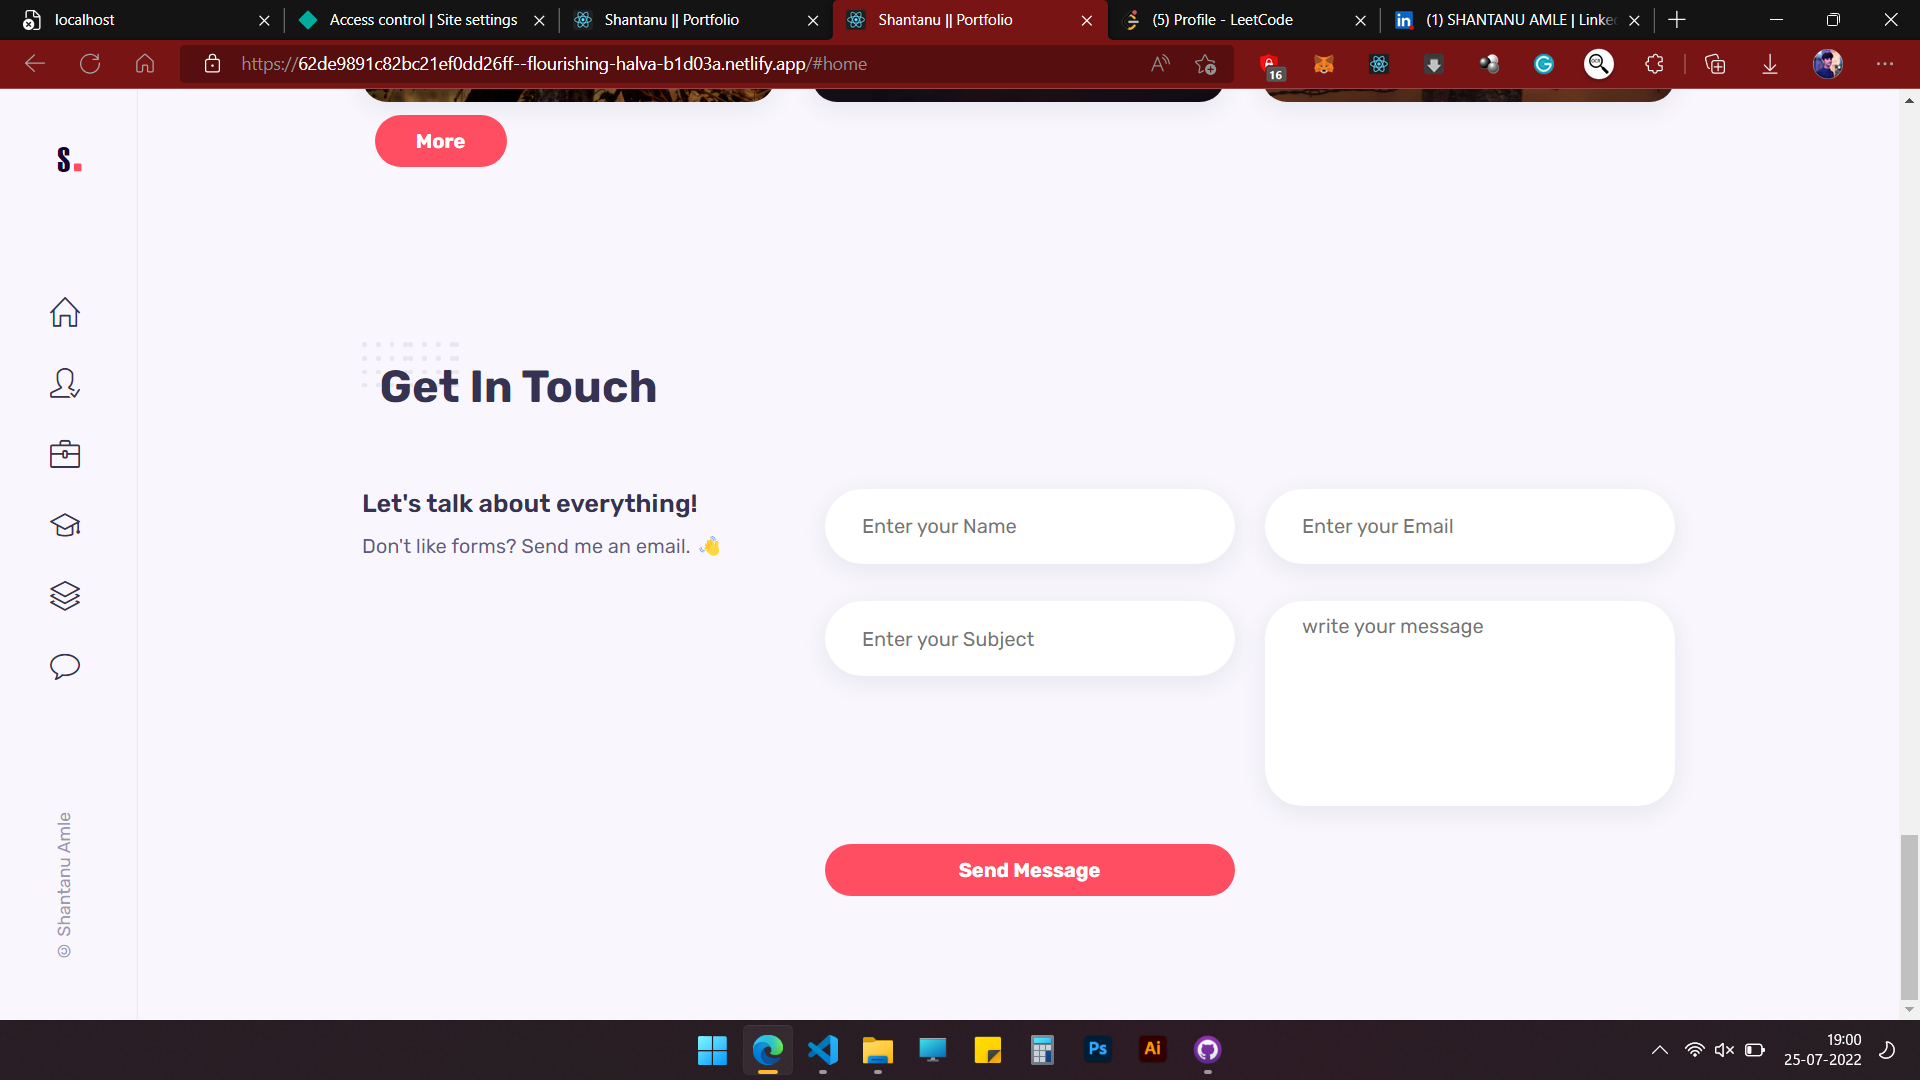 localhost
Access control | Site settings
Shantanu || Portfolio
Shantanu || Portfolio
(5) Profile - LeetCode
(1) SHANTANU AMLE | Linke
https://62de9891c82bc21ef0dd26ff--flourishing-halva-b1d03a.netlify.app/#home
16
S.
More
Get In Touch
Let's talk about everything!
Don't like forms? Send me an email. 👋
Enter your Name
Enter your Email
Enter your Subject
write your message
Send Message
© Shantanu Amle
Ps
Ai
19:00
25-07-2022